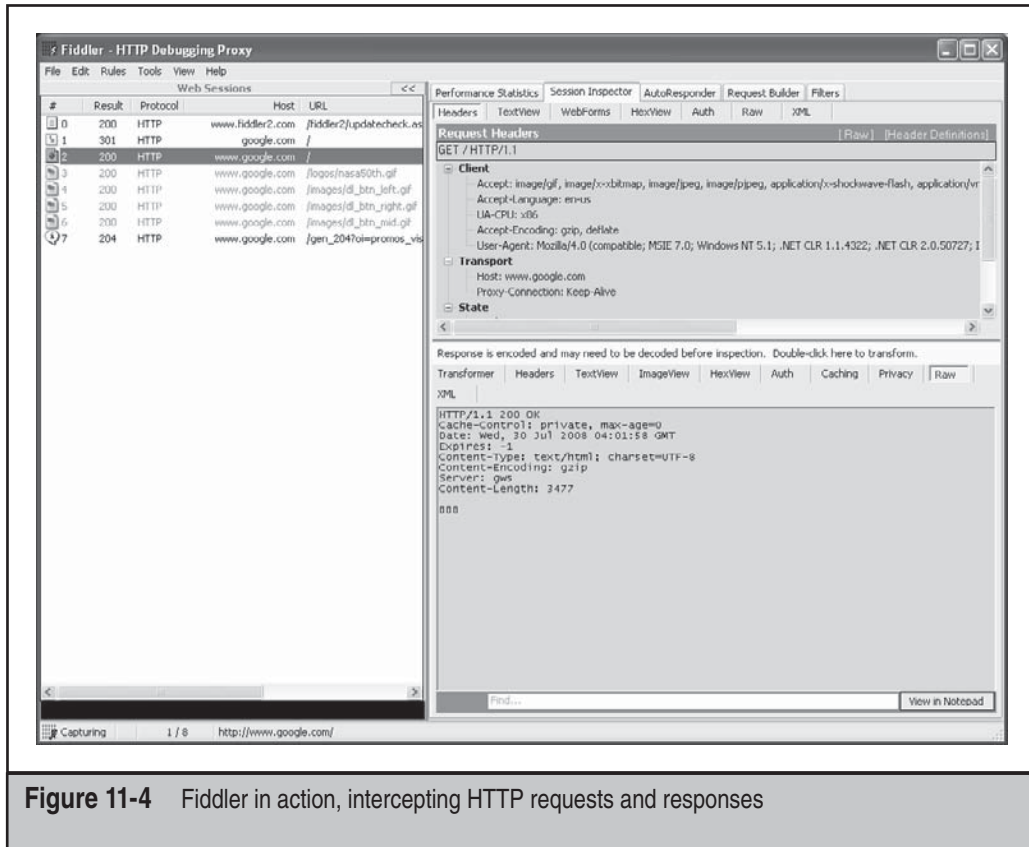 Fiddler - HTTP Debugging Proxy
File Edit Rules Tools View Help
Web Sessions <<
# Result Protocol Host URL
0 200 HTTP www.fiddler2.com /fiddler2/updatecheck.as
1 301 HTTP google.com /
2 200 HTTP www.google.com /
3 200 HTTP www.google.com /logos/nasa50th.gif
4 200 HTTP www.google.com /images/dl_btn_left.gif
5 200 HTTP www.google.com /images/dl_btn_right.gif
6 200 HTTP www.google.com /images/dl_btn_mid.gif
7 204 HTTP www.google.com /gen_204?oi=promos_vis
Performance Statistics Session Inspector AutoResponder Request Builder Filters
Headers TextView WebForms HexView Auth Raw XML
Request Headers [Raw] [Header Definitions]
GET / HTTP/1.1
Client
Accept: image/gif, image/x-xbitmap, image/jpeg, image/pjpeg, application/x-shockwave-flash, application/vr
Accept-Language: en-us
UA-CPU: x86
Accept-Encoding: gzip, deflate
User-Agent: Mozilla/4.0 (compatible; MSIE 7.0; Windows NT 5.1; .NET CLR 1.1.4322; .NET CLR 2.0.50727; I
Transport
Host: www.google.com
Proxy-Connection: Keep-Alive
State
Response is encoded and may need to be decoded before inspection. Double-click here to transform.
Transformer Headers TextView ImageView HexView Auth Caching Privacy Raw
XML
HTTP/1.1 200 OK
Cache-Control: private, max-age=0
Date: Wed, 30 Jul 2008 04:01:58 GMT
Expires: -1
Content-Type: text/html; charset=UTF-8
Content-Encoding: gzip
Server: gws
Content-Length: 3477
Find...
View in Notepad
Capturing 1 / 8 http://www.google.com/
Figure 11-4 Fiddler in action, intercepting HTTP requests and responses